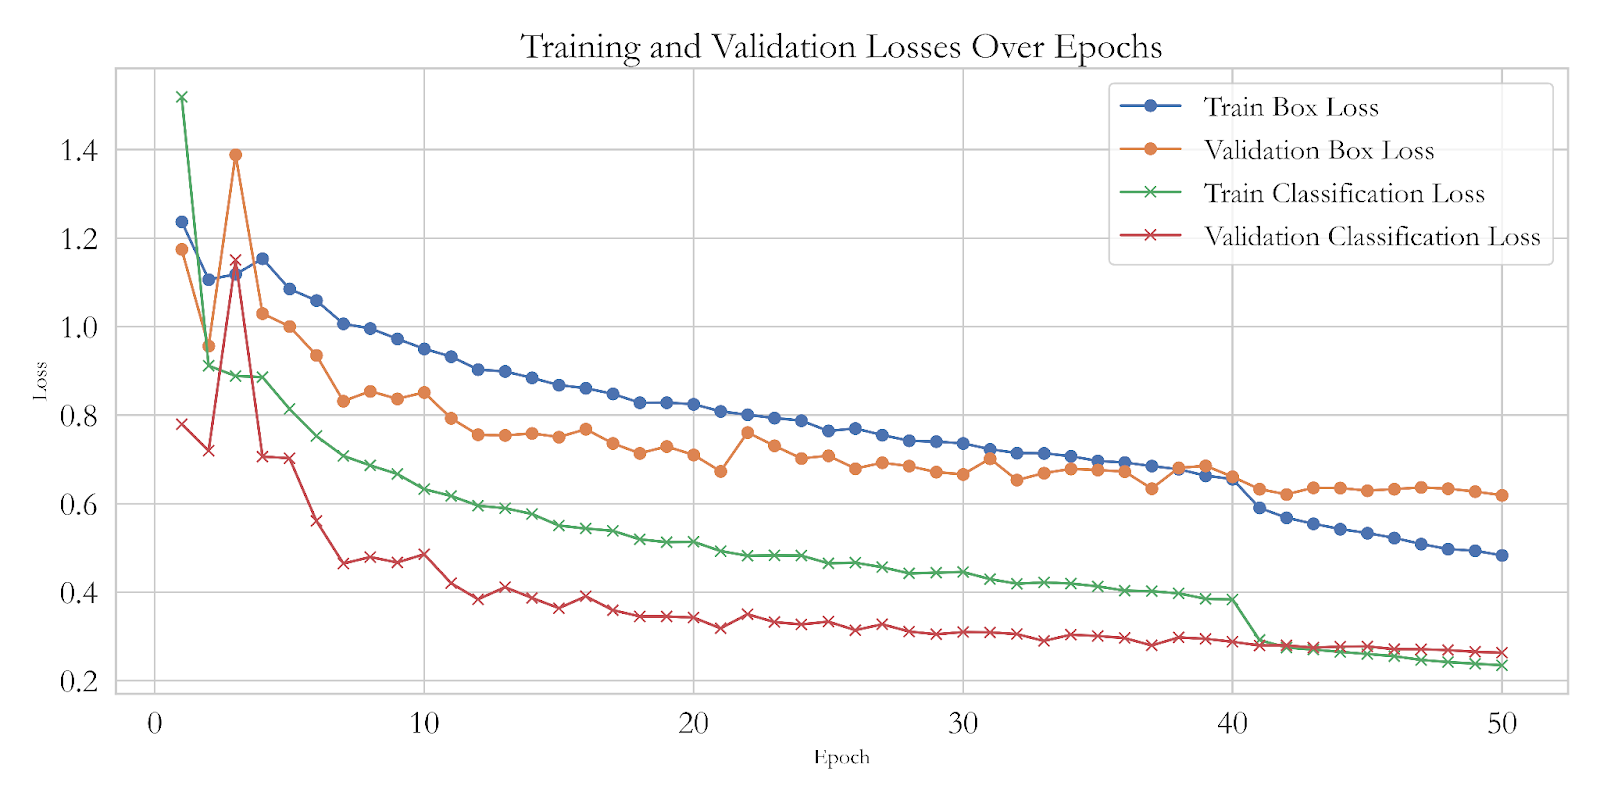 Training and Validation Losses Over Epochs
Train Box Loss
Validation Box Loss
Train Classification Loss
Validation Classification Loss
1.4
1.2
1.0
0.8
0.6
0.4
0.2
Loss
0 10 20 30 40 50
Epoch